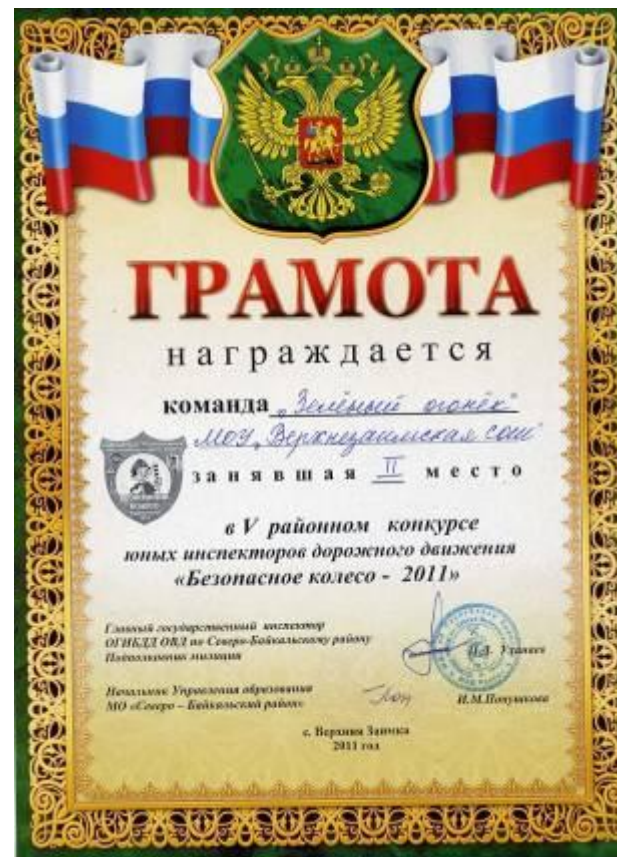 ГРАМОТА
награждается
команда „Зелёный огонёк"
МОУ „Верхнезаимская сош"
занявшая II место
в V районном конкурсе
юных инспекторов дорожного движения
«Безопасное колесо - 2011»
Главный государственный инспектор
ОГИБДД ОВД по Северо-Байкальскому району
Подполковник милиции
Начальник Управления образования
МО «Северо – Байкальский район»
И.М.Попушкова
с. Верхняя Заимка
2011 год